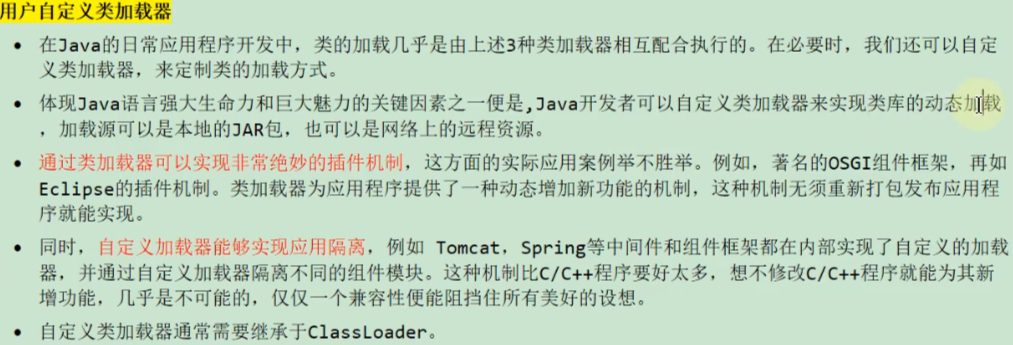 用户自定义类加载器
• 在Java的日常应用程序开发中，类的加载几乎是由上述3种类加载器相互配合执行的。在必要时，我们还可以自定
义类加载器，来定制类的加载方式。
• 体现Java语言强大生命力和巨大魅力的关键因素之一便是,Java开发者可以自定义类加载器来实现类库的动态加载
，加载源可以是本地的JAR包，也可以是网络上的远程资源。
• 通过类加载器可以实现非常绝妙的插件机制，这方面的实际应用案例举不胜举。例如，著名的OSGI组件框架，再如
Eclipse的插件机制。类加载器为应用程序提供了一种动态增加新功能的机制，这种机制无须重新打包发布应用程
序就能实现。
• 同时，自定义加载器能够实现应用隔离，例如 Tomcat，Spring等中间件和组件框架都在内部实现了自定义的加载
器，并通过自定义加载器隔离不同的组件模块。这种机制比C/C++程序要好太多，想不修改C/C++程序就能为其新
增功能，几乎是不可能的，仅仅一个兼容性便能阻挡住所有美好的设想。
• 自定义类加载器通常需要继承于ClassLoader。